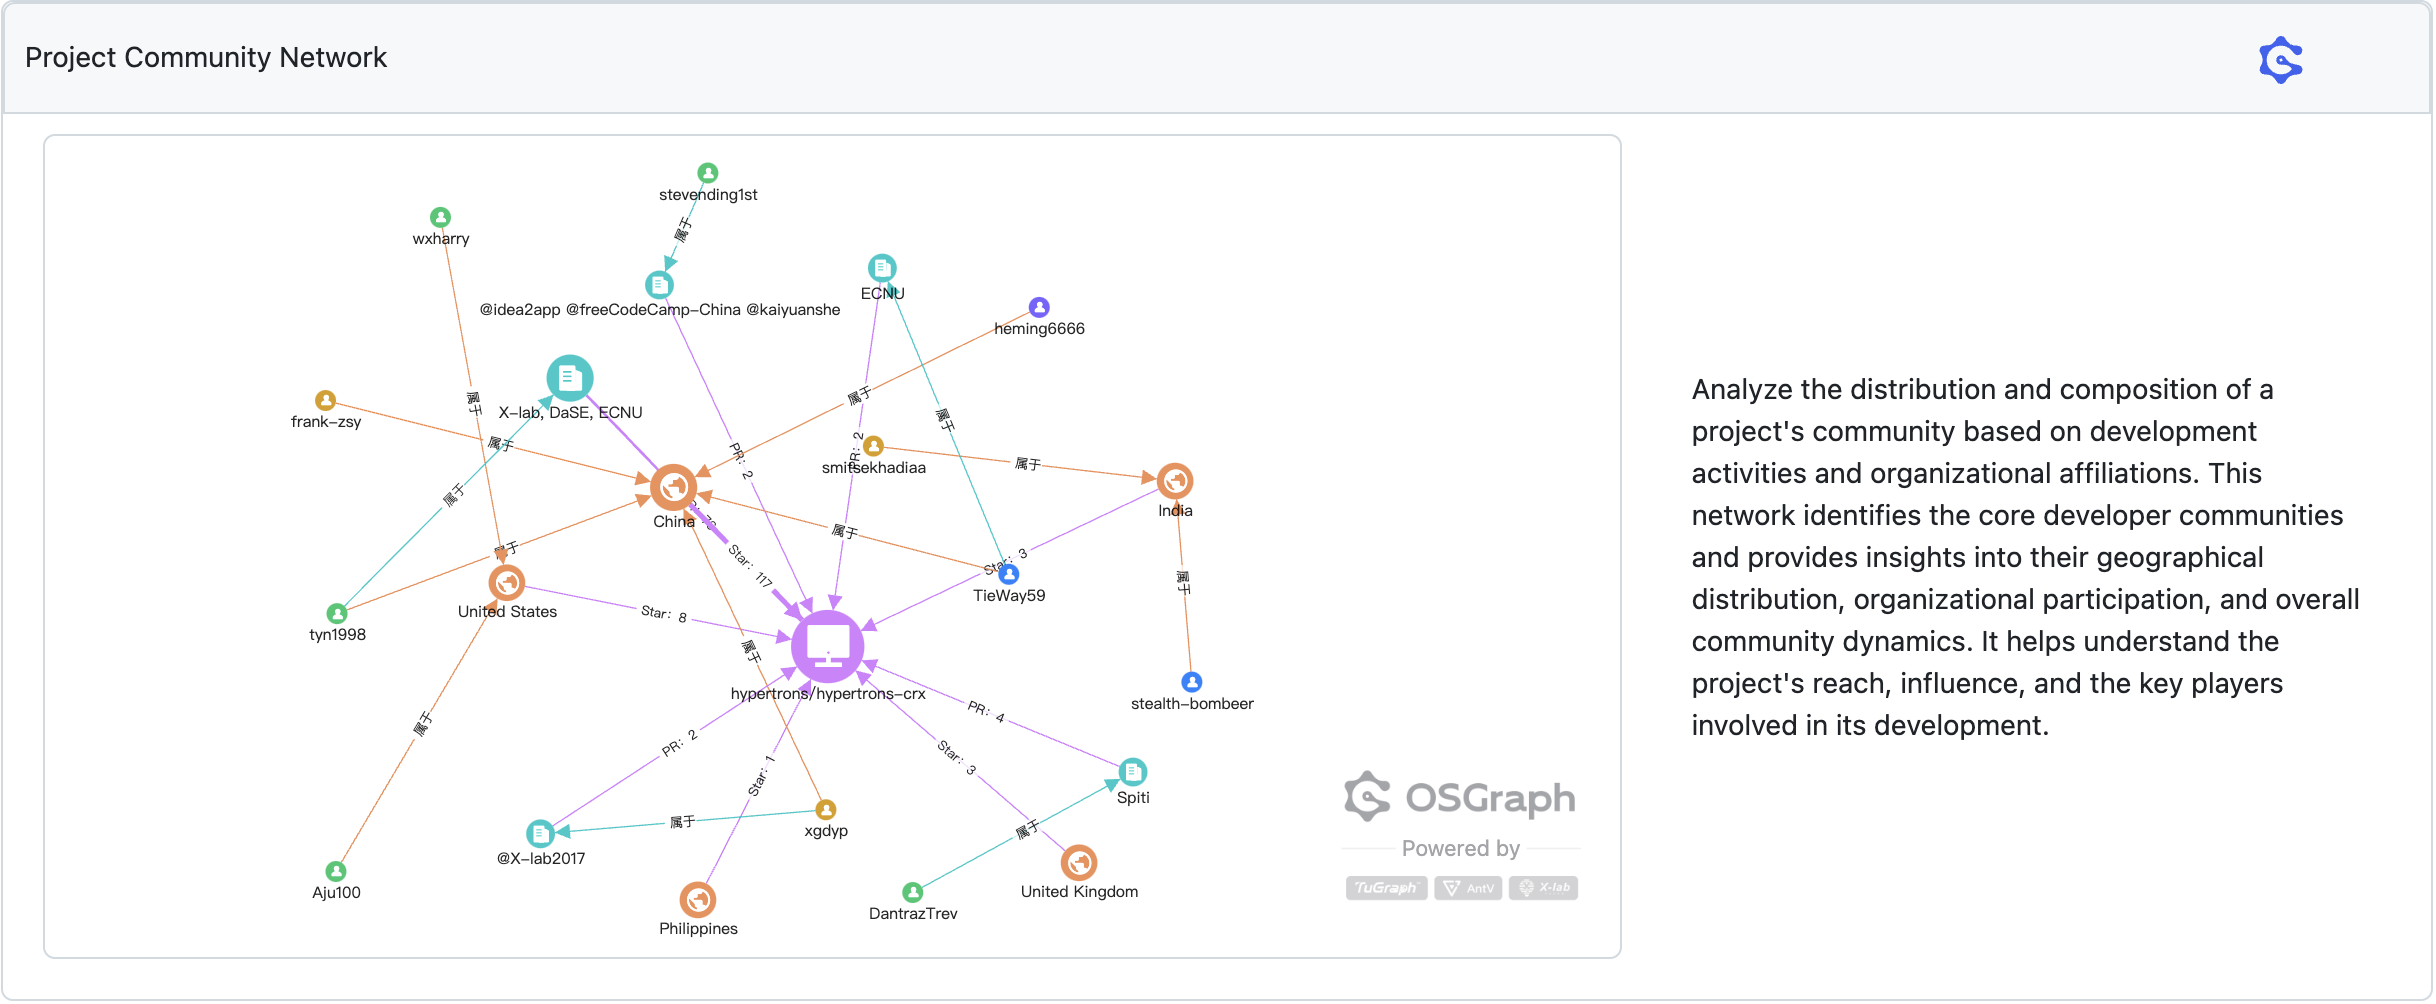 Project Community Network
stevending1st
wxharry
属于
ECNU
@idea2app @freeCodeCamp-China @kaiyuanshe
heming6666
属于
frank-zsy
属于
X-lab, DaSE, ECNU
属于
属于
PR: 2
PR: 2
smitsekhadiaa
属于
India
属于
China
属于
Star: 117
属于
Star: 3
TieWay59
属于
United States
Star: 8
tyn1998
属于
hypertrons/hypertrons-crx
stealth-bombeer
PR: 4
属于
PR: 2
Star: 3
Star: 1
Spiti
属于
xgdyp
属于
@X-lab2017
Aju100
United Kingdom
DantrazTrev
Philippines
Analyze the distribution and composition of a
project's community based on development
activities and organizational affiliations. This
network identifies the core developer communities
and provides insights into their geographical
distribution, organizational participation, and overall
community dynamics. It helps understand the
project's reach, influence, and the key players
involved in its development.
OSGraph
Powered by
TuGraph
AntV
X-lab